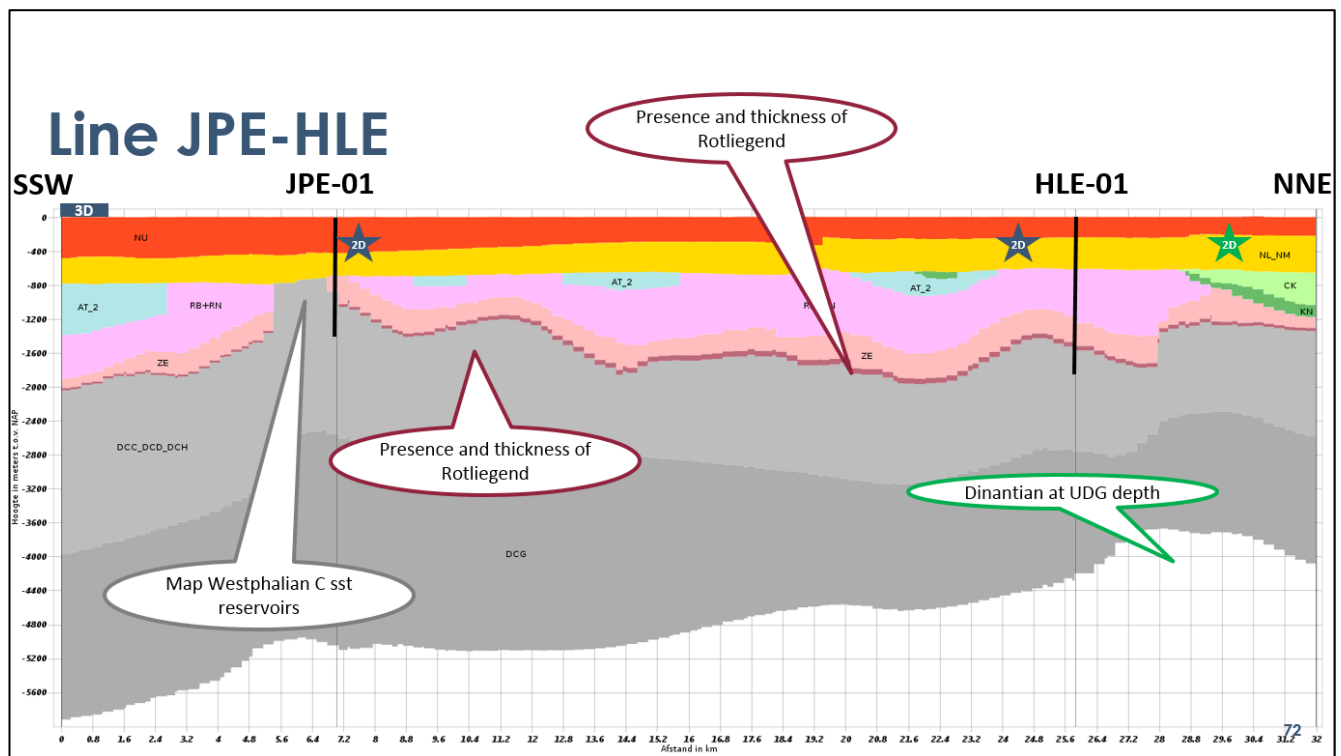 Line JPE-HLE
Presence and thickness of
Rotliegend
SSW
JPE-01
HLE-01
NNE
3D
2D
2D
2D
NU
NL_NM
AT_2
RB+RN
AT_2
AT_2
CK
KN
ZE
ZE
Presence and thickness of
Rotliegend
DCC_DCD_DCH
Dinantian at UDG depth
DCG
Map Westphalian C sst
reservoirs
Hoogte in meters t.o.v. NAP
0
-400
-800
-1200
-1600
-2000
-2400
-2800
-3200
-3600
-4000
-4400
-4800
-5200
-5600
0 0.8 1.6 2.4 3.2 4 4.8 5.6 6.4 7.2 8 8.8 9.6 10.4 11.2 12 12.8 13.6 14.4 15.2 16 16.8 17.6 18.4 19.2 20 20.8 21.6 22.4 23.2 24 24.8 25.6 26.4 27.2 28 28.8 29.6 30.4 31.2 32
Afstand in km
72